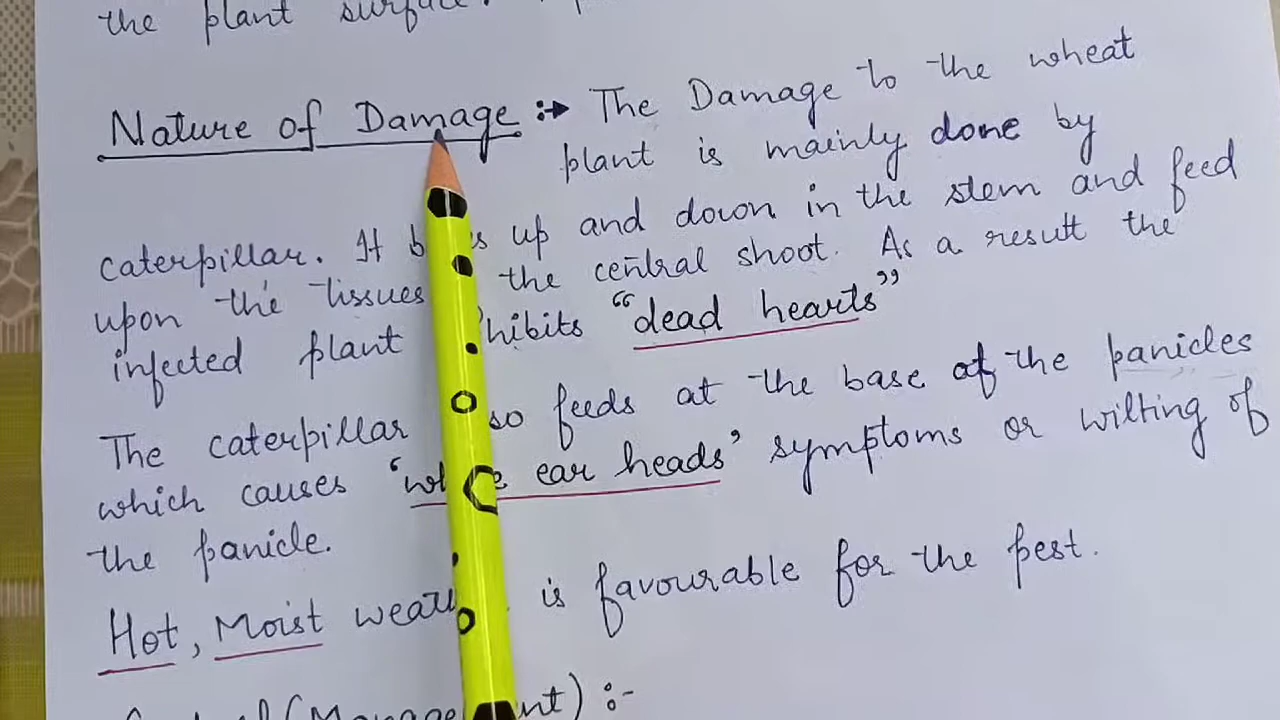 the plant surface.
Nature of Damage :→ The Damage to the wheat
plant is mainly done by
caterpillar. It up and down in the stem and feed
upon the tissues the central shoot. As a result the
infected plant hibits "dead hearts"
The caterpillar so feeds at the base of the panicles
which causes ' ear heads' symptoms or wilting of
the panicle.
Hot, Moist is favourable for the pest.
:-